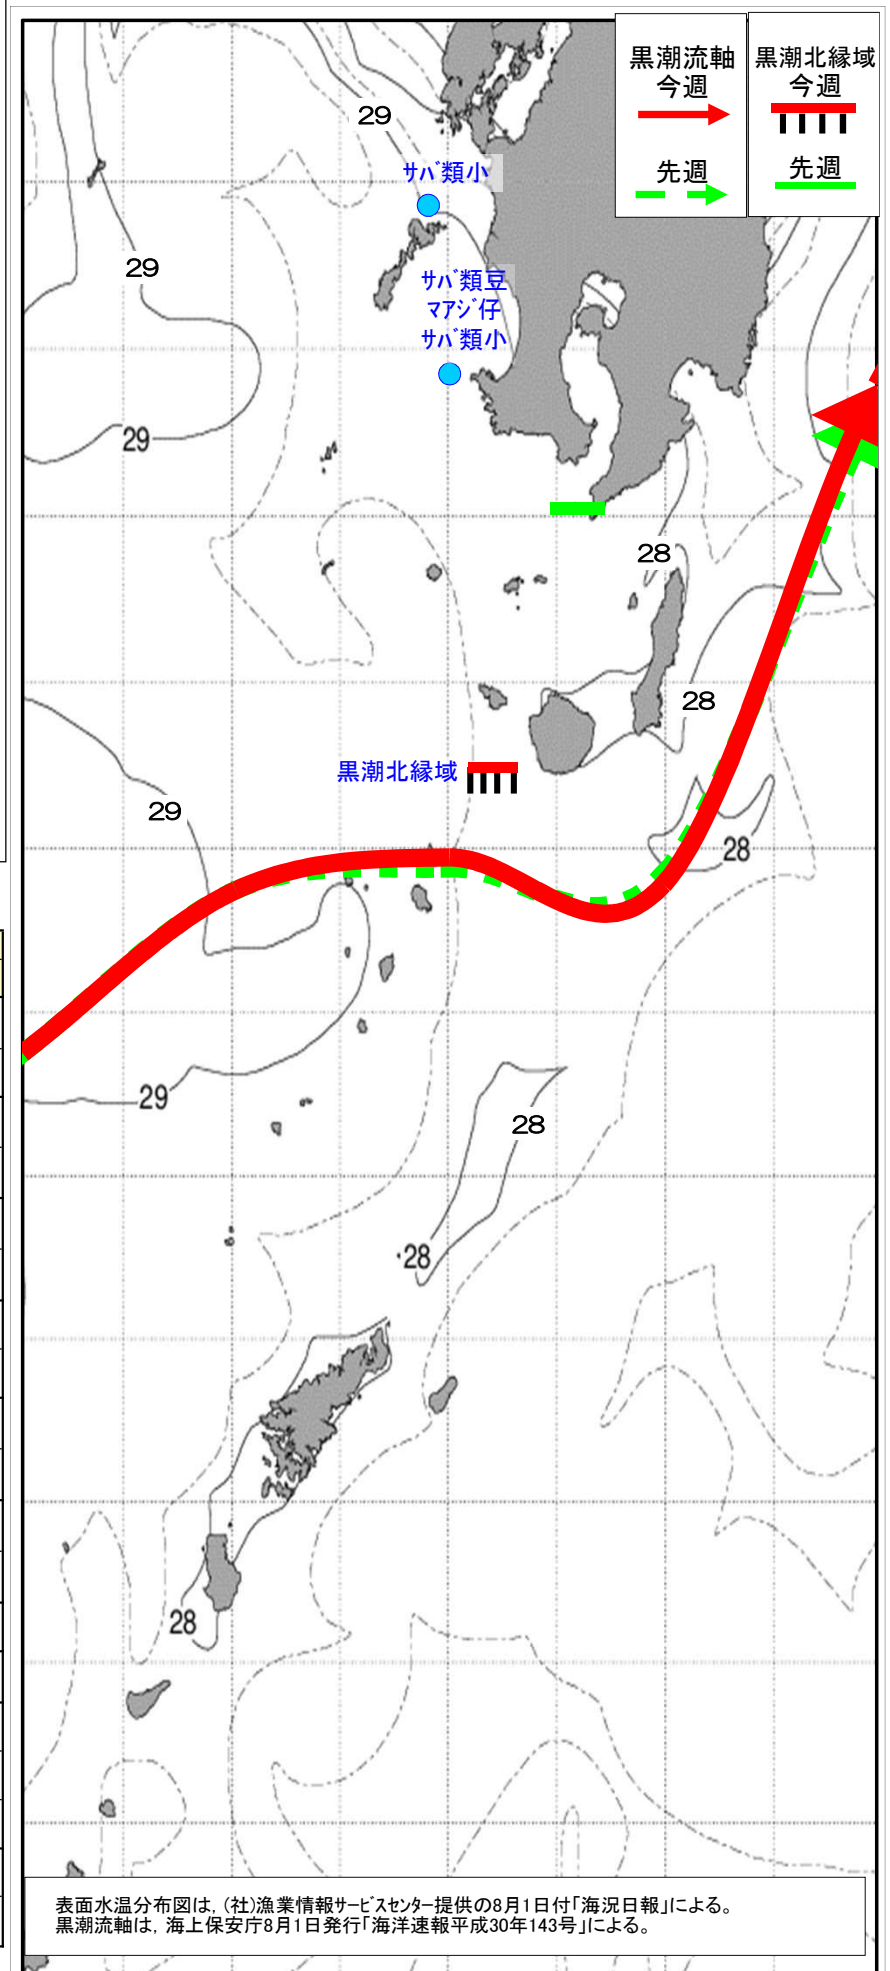 黒潮流軸
今週
先週
黒潮北縁域
今週
先週
29
サバ類小
29
サバ類豆
マアジ仔
サバ類小
29
28
28
黒潮北縁域
29
28
29
28
28
28
表面水温分布図は，(社)漁業情報サービスセンター提供の8月1日付「海況日報」による。
黒潮流軸は，海上保安庁8月1日発行「海洋速報平成30年143号」による。